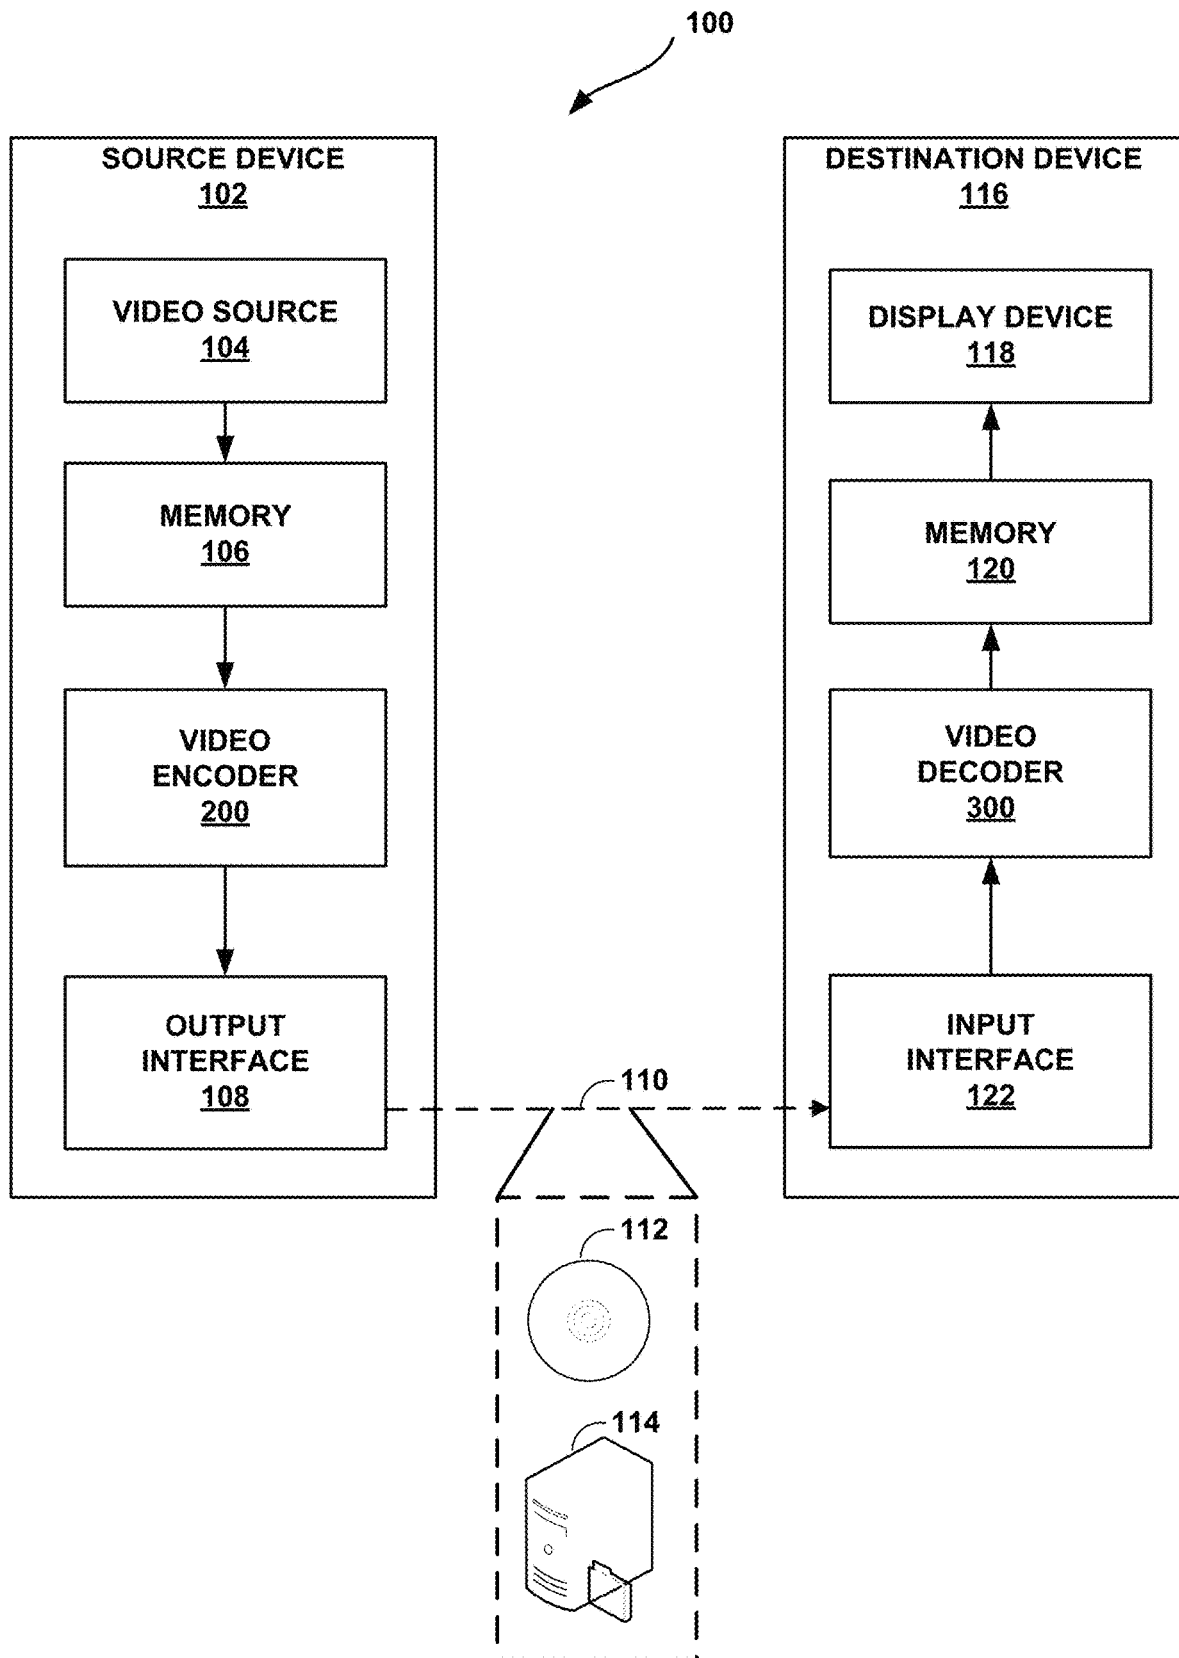 100
SOURCE DEVICE
102
VIDEO SOURCE
104
MEMORY
106
VIDEO
ENCODER
200
OUTPUT
INTERFACE
108
DESTINATION DEVICE
116
DISPLAY DEVICE
118
MEMORY
120
VIDEO
DECODER
300
INPUT
INTERFACE
122
110
112
114